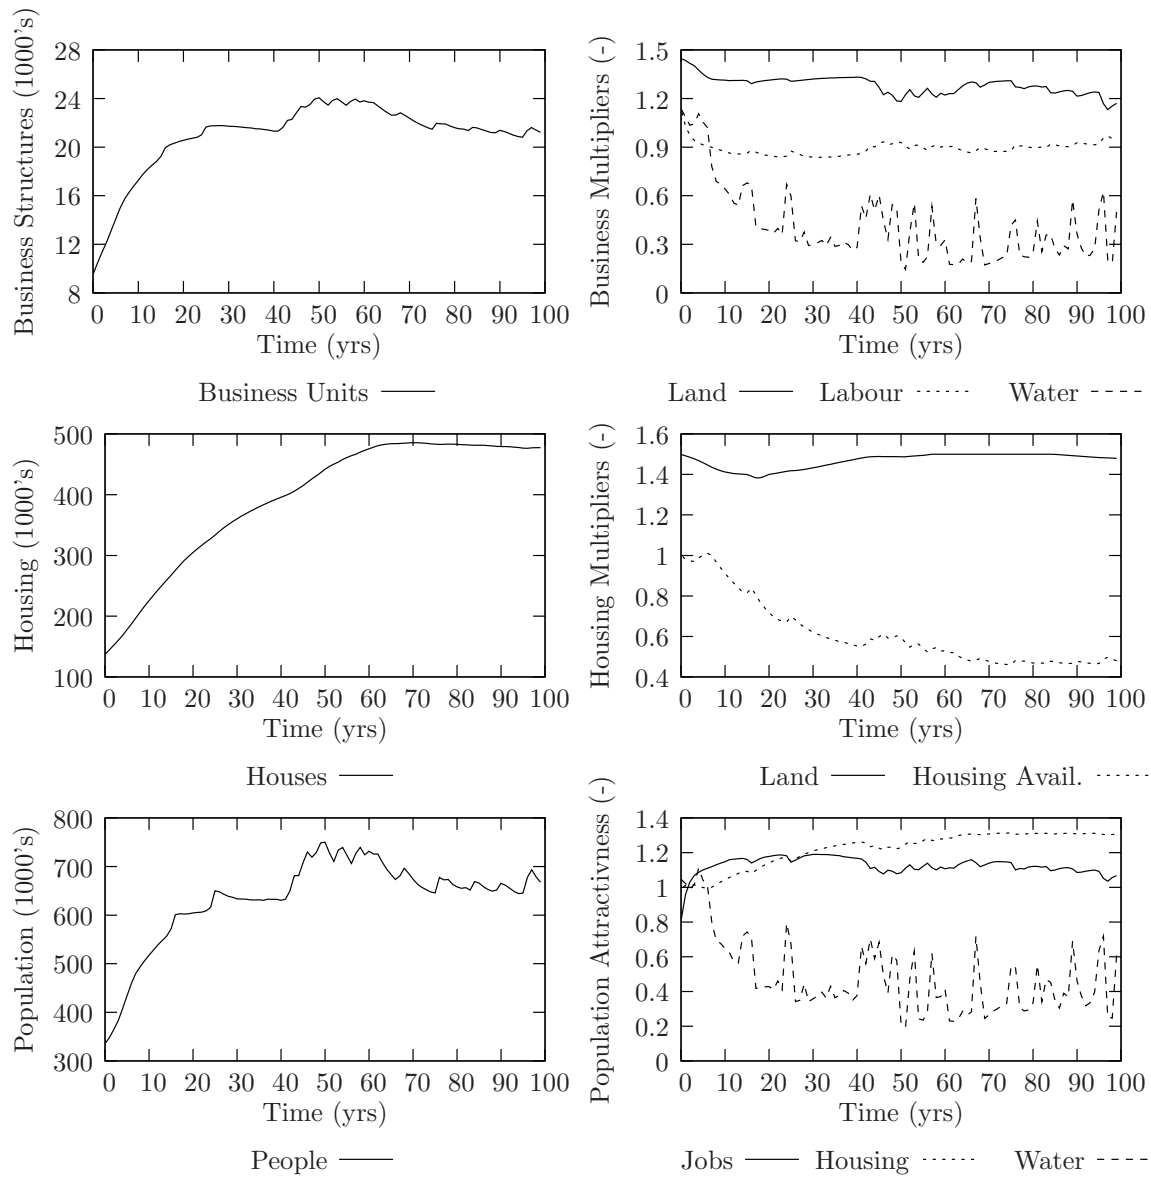 Business Structures (1000's)
28
24
20
16
12
8
0 10 20 30 40 50 60 70 80 90 100
Time (yrs)
Business Units
Business Multipliers (-)
1.5
1.2
0.9
0.6
0.3
0
0 10 20 30 40 50 60 70 80 90 100
Time (yrs)
Land Labour Water
Housing (1000's)
500
400
300
200
100
0 10 20 30 40 50 60 70 80 90 100
Time (yrs)
Houses
Housing Multipliers (-)
1.6
1.4
1.2
1
0.8
0.6
0.4
0 10 20 30 40 50 60 70 80 90 100
Time (yrs)
Land Housing Avail.
Population (1000's)
800
700
600
500
400
300
0 10 20 30 40 50 60 70 80 90 100
Time (yrs)
People
Population Attractivness (-)
1.4
1.2
1
0.8
0.6
0.4
0.2
0
0 10 20 30 40 50 60 70 80 90 100
Time (yrs)
Jobs Housing Water